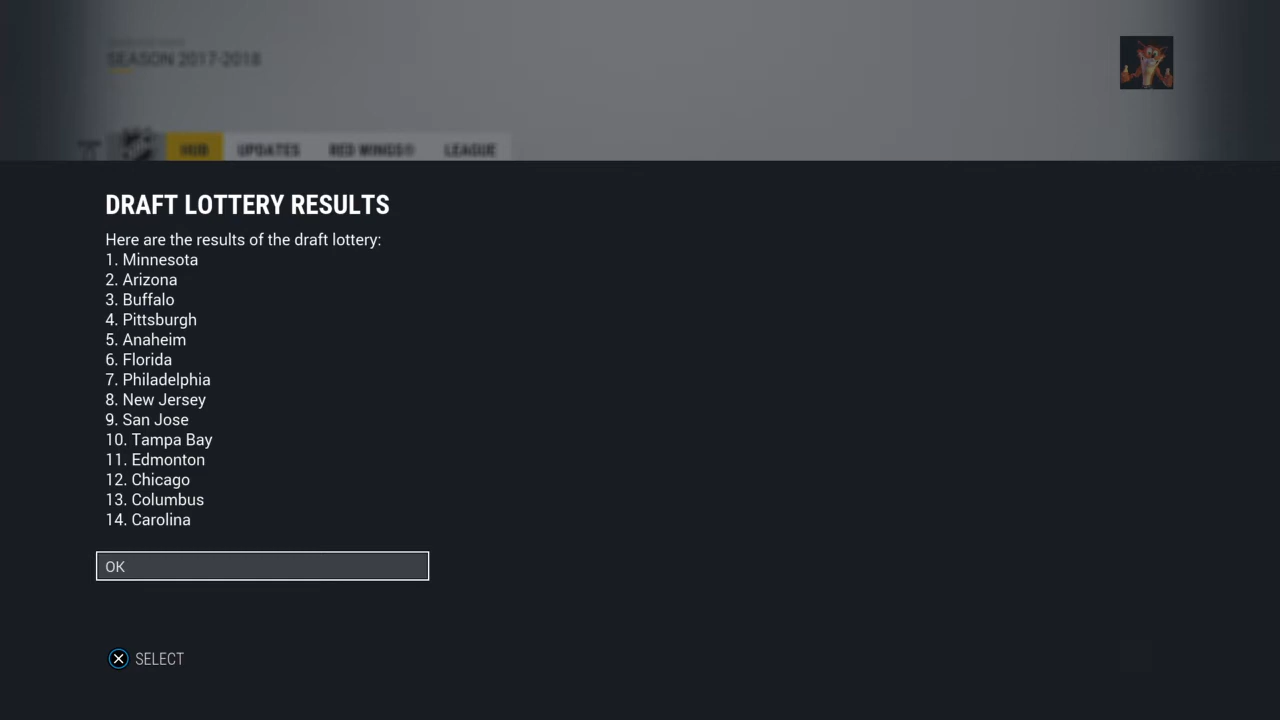 SEASON 2017-2018
HUB UPDATES RED WINGS® LEAGUE
DRAFT LOTTERY RESULTS
Here are the results of the draft lottery:
1. Minnesota
2. Arizona
3. Buffalo
4. Pittsburgh
5. Anaheim
6. Florida
7. Philadelphia
8. New Jersey
9. San Jose
10. Tampa Bay
11. Edmonton
12. Chicago
13. Columbus
14. Carolina
OK
SELECT